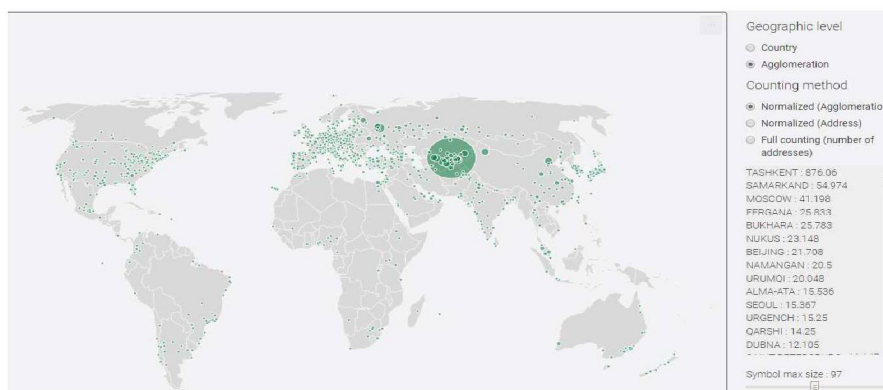 Geographic level
Country
Agglomeration
Counting method
Normalized (Agglomeratio
Normalized (Address)
Full counting (number of
addresses)
TASHKENT : 876.06
SAMARKAND : 54.974
MOSCOW : 41.198
FERGANA : 25.833
BUKHARA : 25.783
NUKUS : 23.148
BEIJING : 21.708
NAMANGAN : 20.5
URUMQI : 20.048
ALMA-ATA : 15.536
SEOUL : 15.367
URGENCH : 15.25
QARSHI : 14.25
DUBNA : 12.105
Symbol max size : 97